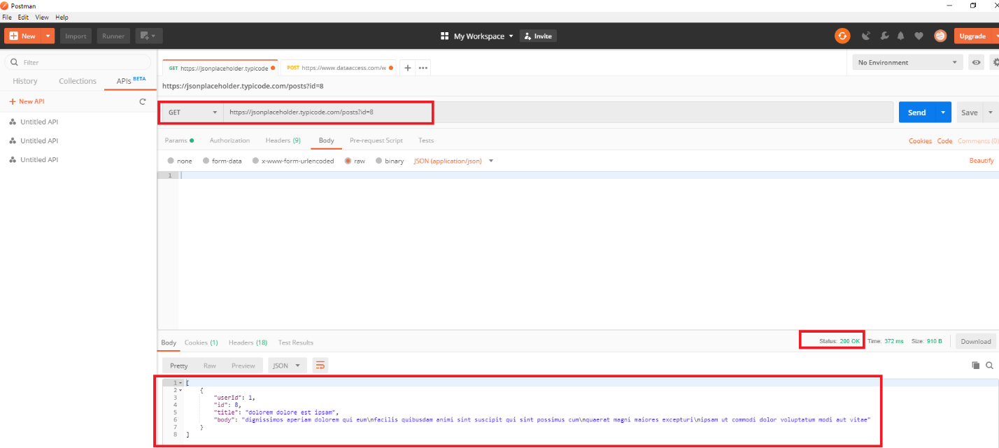 Postman
File Edit View Help
New Import Runner My Workspace Invite Upgrade
Filter
History Collections APIs BETA
New API
Untitled API
Untitled API
Untitled API
GET https://jsonplaceholder.typicode POST https://www.dataaccess.com/w No Environment
https://jsonplaceholder.typicode.com/posts?id=8
GET https://jsonplaceholder.typicode.com/posts?id=8 Send Save
Params Authorization Headers (9) Body Pre-request Script Tests Cookies Code Comments (0)
none form-data x-www-form-urlencoded raw binary JSON (application/json) Beautify
1
Body Cookies (1) Headers (18) Test Results Status: 200 OK Time: 372 ms Size: 910 B Download
Pretty Raw Preview JSON
1 [
2 {
3 "userId": 1,
4 "id": 8,
5 "title": "dolorem dolore est ipsam",
6 "body": "dignissimos aperiam dolorem qui eum\nfacilis quibusdam animi sint suscipit qui sint possimus cum\nquaerat magni maiores excepturi\nipsam ut commodi dolor voluptatum modi aut vitae"
7 }
8 ]